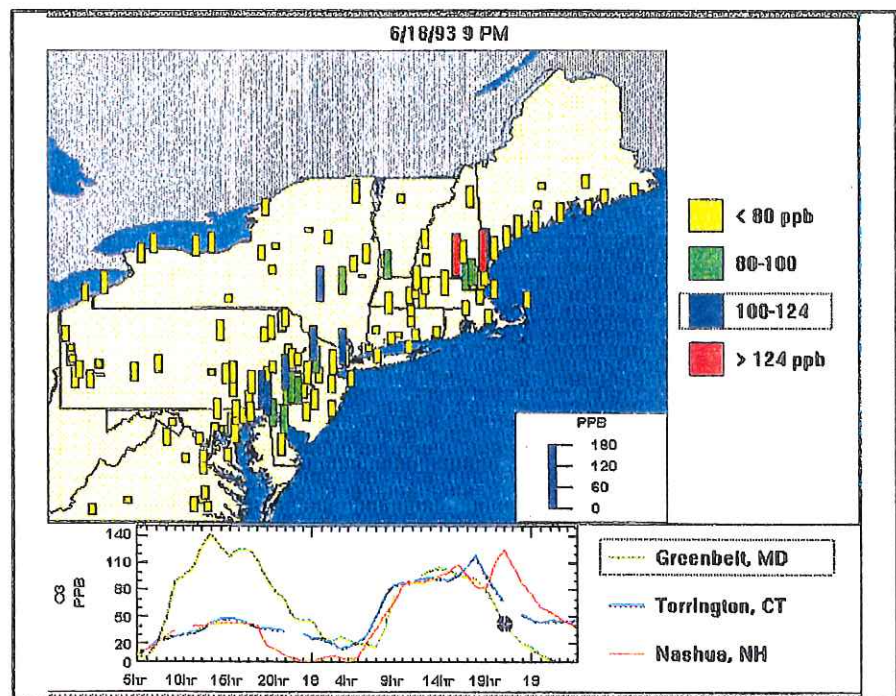 6/18/93 9 PM
< 80 ppb
80-100
100-124
> 124 ppb
PPB
180
120
60
0
O3
PPB
140
110
80
50
20
0
5hr 10hr 16hr 20hr 19 4hr 9hr 14hr 19hr 19
Greenbelt, MD
Torrington, CT
Nashua, NH